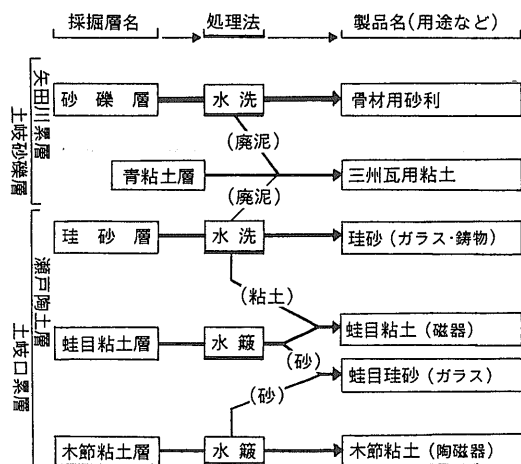 採掘層名 処理法 製品名(用途など)
矢田川累層
土岐砂礫層
砂礫層 水洗 骨材用砂利
(廃泥)
青粘土層 三州瓦用粘土
(廃泥)
瀬戸陶土層
土岐口累層
珪砂層 水洗 珪砂(ガラス・鋳物)
(粘土)
蛙目粘土層 水簸 蛙目粘土(磁器)
(砂)
蛙目珪砂(ガラス)
(砂)
木節粘土層 水簸 木節粘土(陶磁器)